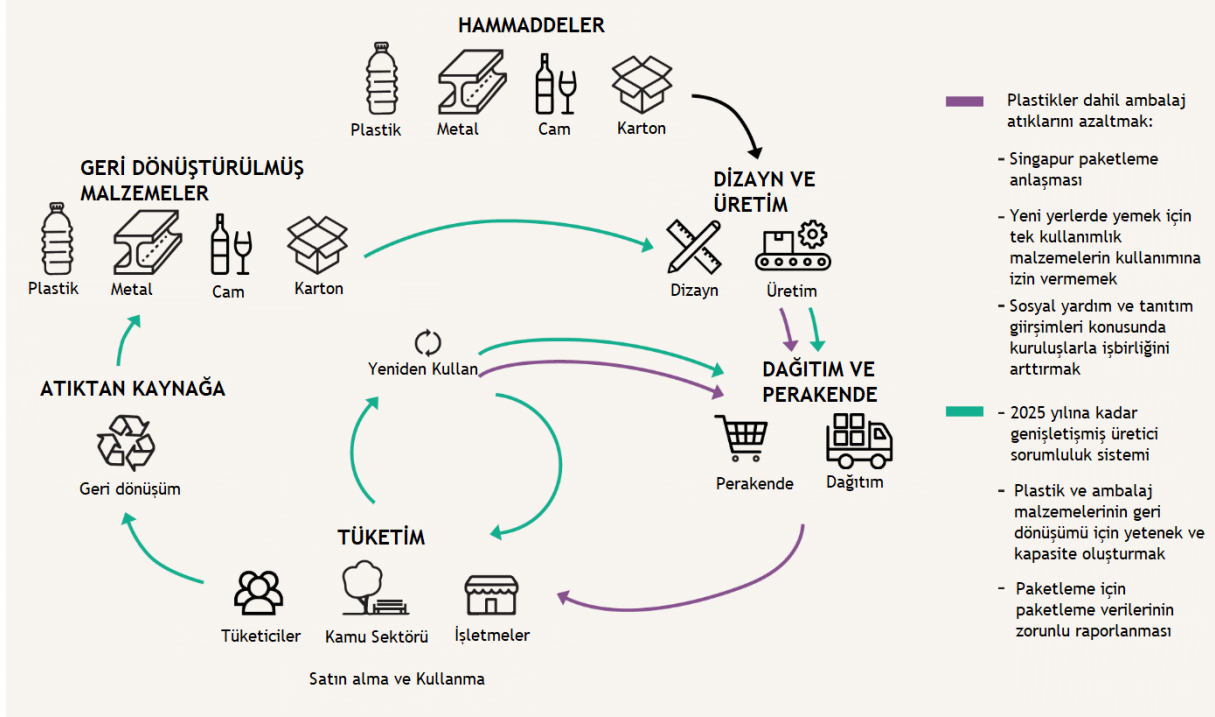 HAMMADDELER
Plastik
Metal
Cam
Karton
GERİ DÖNÜŞTÜRÜLMÜŞ
MALZEMELER
Plastik
Metal
Cam
Karton
DİZAYN VE
ÜRETİM
Dizayn
Üretim
Yeniden Kullan
DAĞITIM VE
PERAKENDE
Perakende
Dağıtım
ATIKTAN KAYNAĞA
Geri dönüşüm
TÜKETİM
Tüketiciler
Kamu Sektörü
İşletmeler
Satın alma ve Kullanma
Plastikler dahil ambalaj
atıklarını azaltmak:
- Singapur paketleme
anlaşması
- Yeni yerlerde yemek için
tek kullanımlık
malzemelerin kullanımına
izin vermemek
- Sosyal yardım ve tanıtım
giirşimleri konusunda
kuruluşlarla işbirliğini
arttırmak
- 2025 yılına kadar
genişletişmiş üretici
sorumluluk sistemi
- Plastik ve ambalaj
malzemelerinin geri
dönüşümü için yetenek ve
kapasite oluşturmak
- Paketleme için
paketleme verilerinin
zorunlu raporlanması